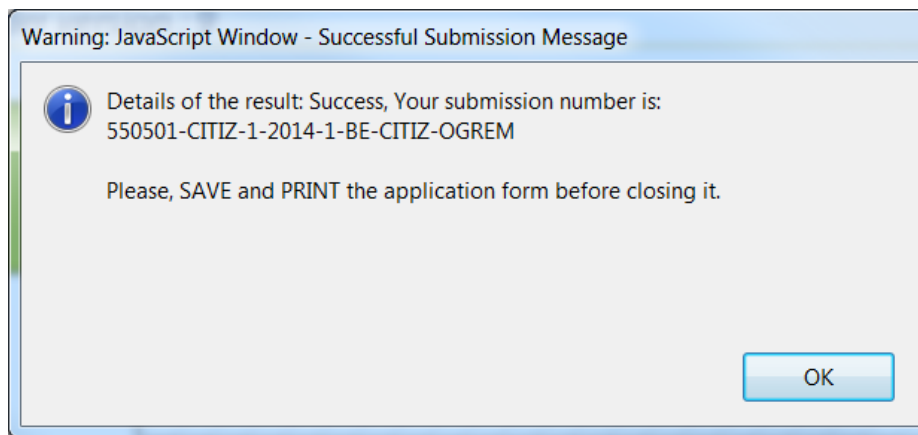 Warning: JavaScript Window - Successful Submission Message
Details of the result: Success, Your submission number is:
550501-CITIZ-1-2014-1-BE-CITIZ-OGREM
Please, SAVE and PRINT the application form before closing it.
OK